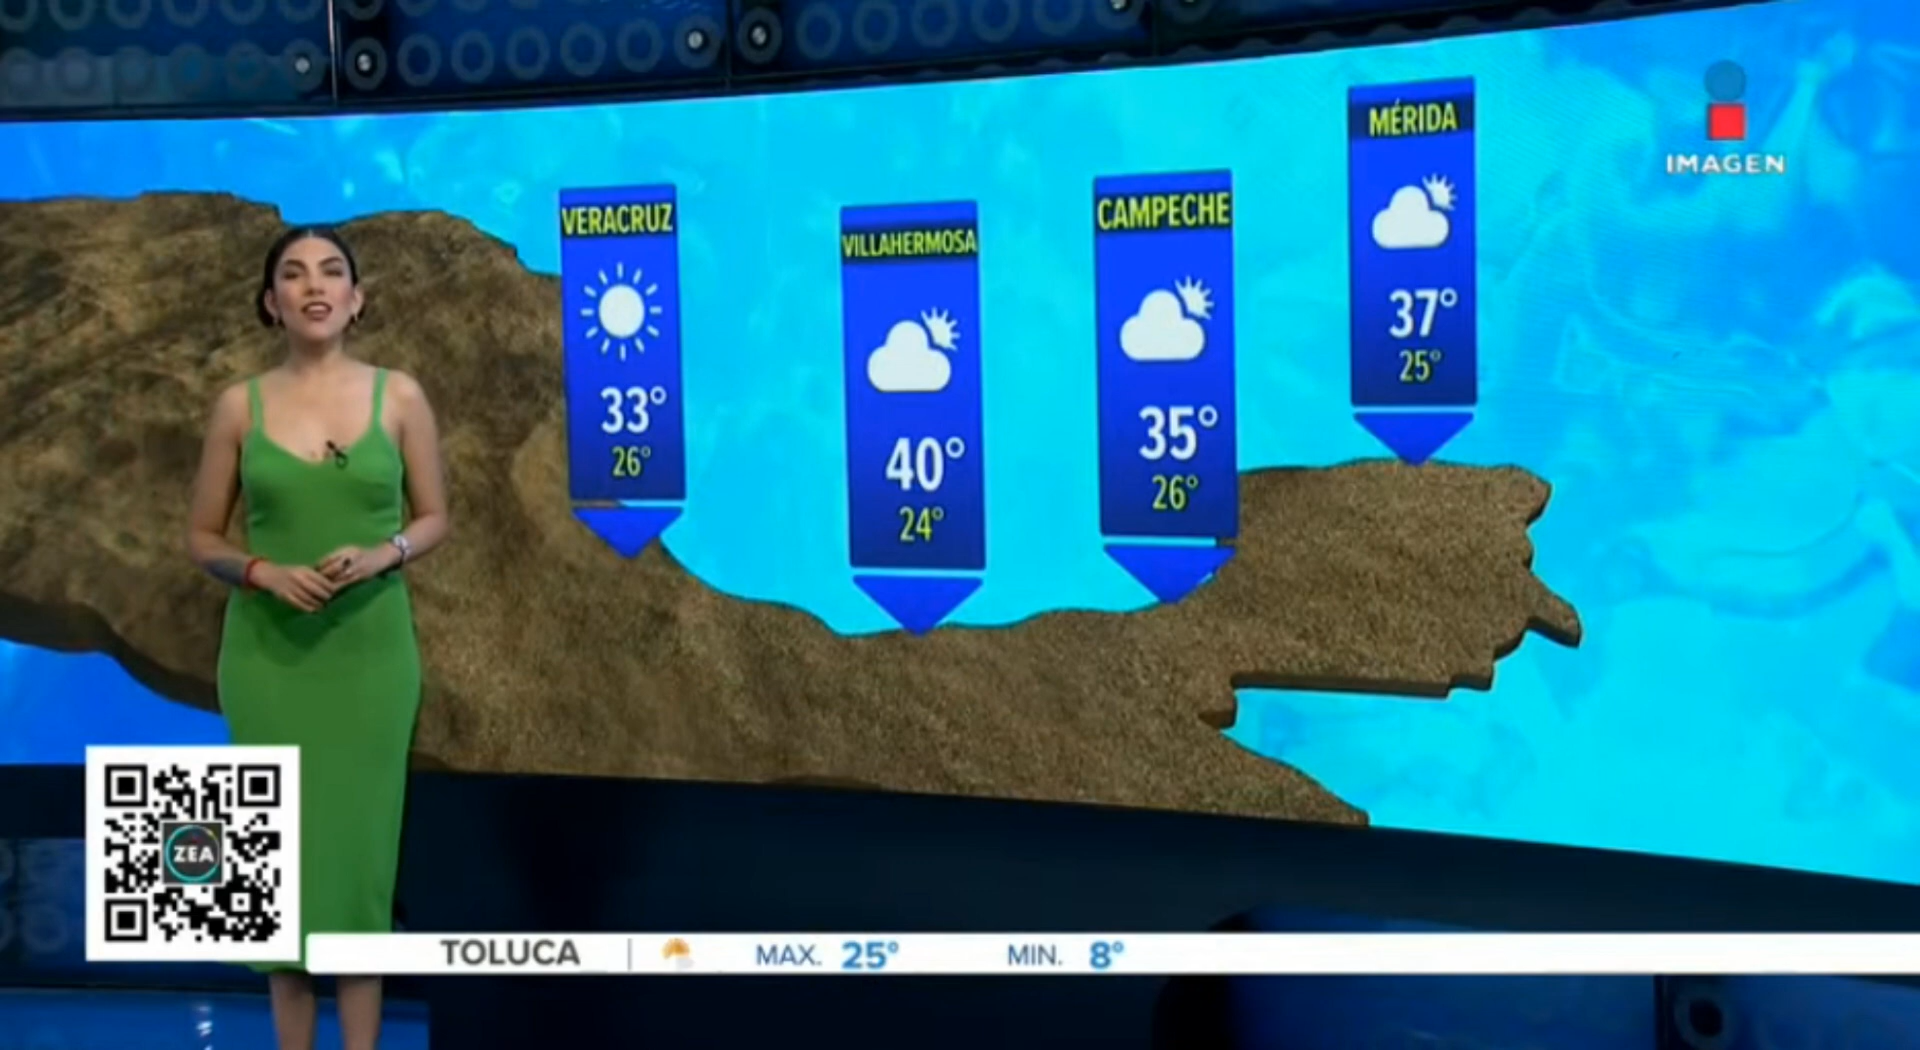 MÉRIDA
37°
25°
IMAGEN
VERACRUZ
33°
26°
VILLAHERMOSA
40°
24°
CAMPECHE
35°
26°
ZEA
TOLUCA | MAX. 25° MIN. 8°